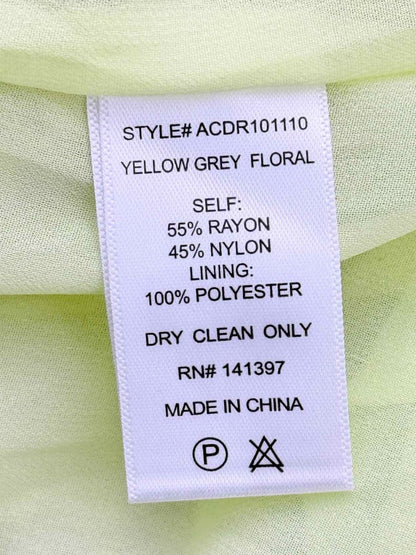 STYLE# ACDR101110
YELLOW GREY FLORAL
SELF:
55% RAYON
45% NYLON
LINING:
100% POLYESTER
DRY CLEAN ONLY
RN# 141397
MADE IN CHINA
P